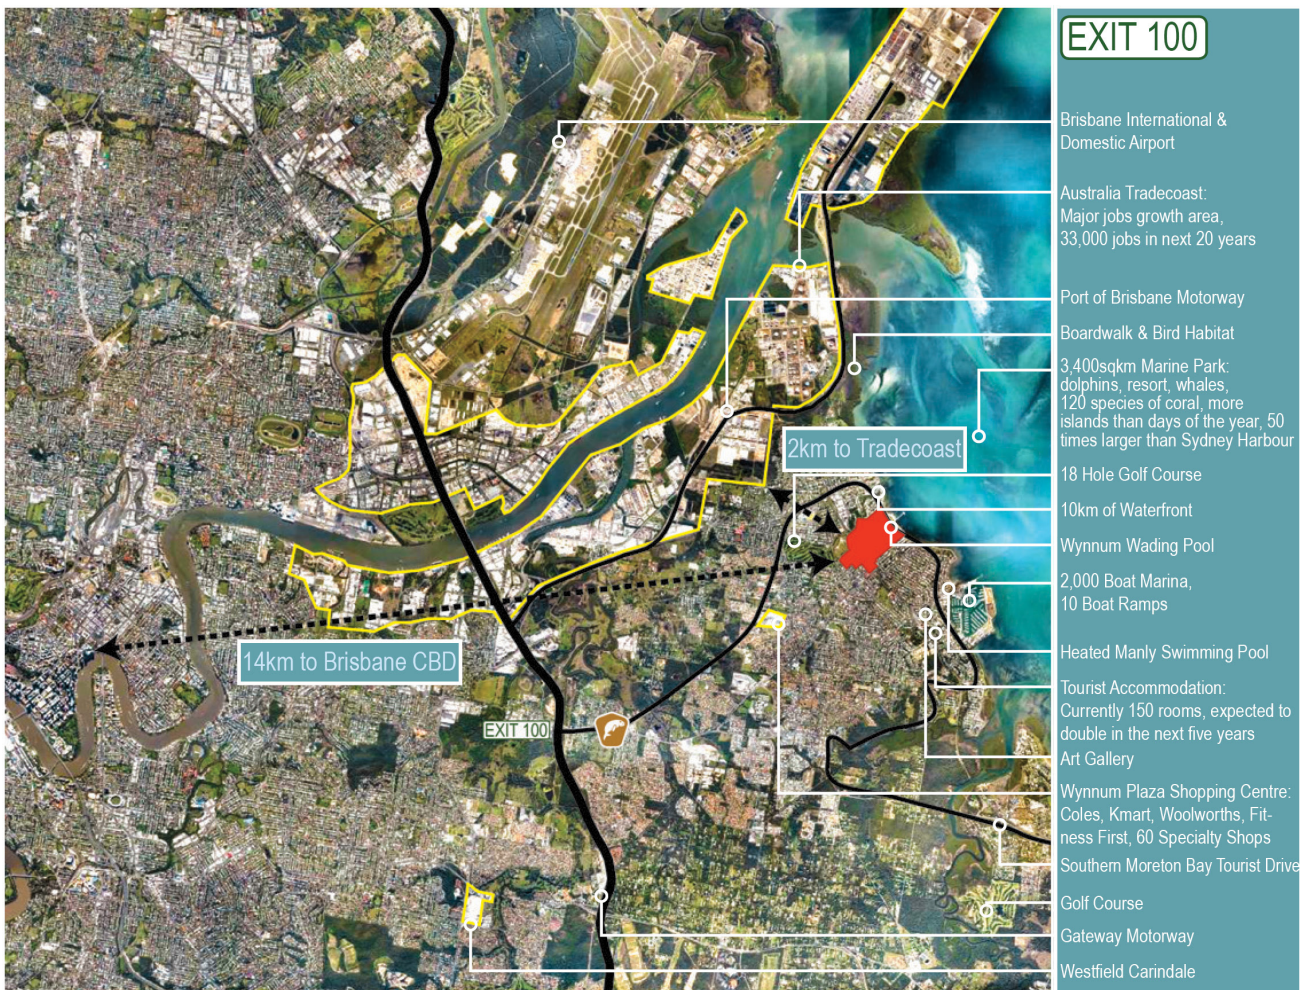 EXIT 100
Brisbane International &
Domestic Airport
Australia Tradecoast:
Major jobs growth area,
33,000 jobs in next 20 years
Port of Brisbane Motorway
Boardwalk & Bird Habitat
3,400sqkm Marine Park:
dolphins, resort, whales,
120 species of coral, more
islands than days of the year, 50
times larger than Sydney Harbour
2km to Tradecoast
18 Hole Golf Course
10km of Waterfront
Wynnum Wading Pool
2,000 Boat Marina,
10 Boat Ramps
Heated Manly Swimming Pool
14km to Brisbane CBD
Tourist Accommodation:
Currently 150 rooms, expected to
double in the next five years
EXIT 100
Art Gallery
Wynnum Plaza Shopping Centre:
Coles, Kmart, Woolworths, Fit-
ness First, 60 Specialty Shops
Southern Moreton Bay Tourist Drive
Golf Course
Gateway Motorway
Westfield Carindale